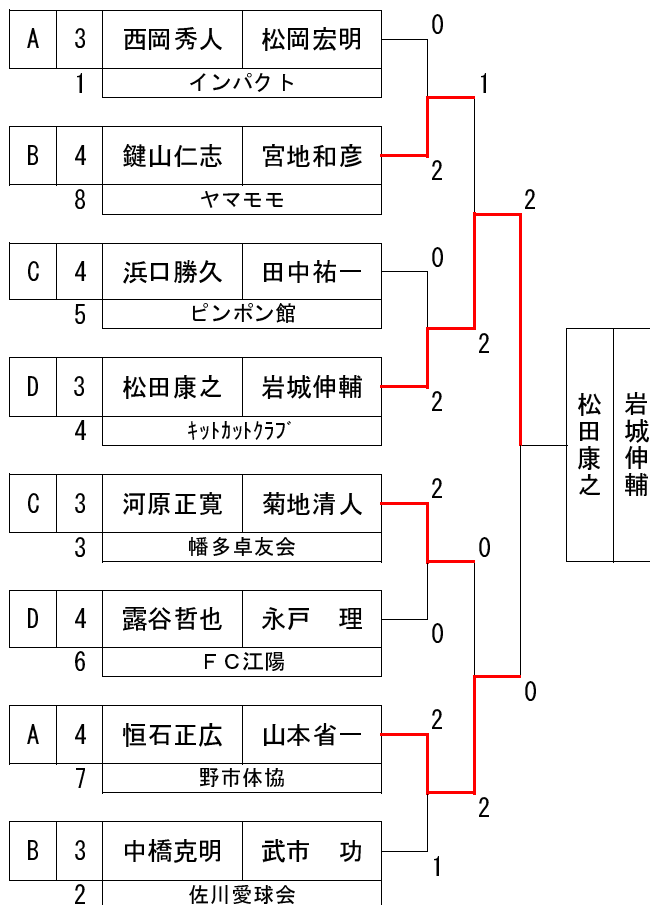 0
A 3 西岡秀人 松岡宏明
1 インパクト
1
B 4 鍵山仁志 宮地和彦
2
8 ヤマモモ
2
0
C 4 浜口勝久 田中祐一
5 ピンポン館
2
D 3 松田康之 岩城伸輔
2
4 ｷｯﾄｶｯﾄｸﾗﾌﾞ
松田康之 岩城伸輔
2
C 3 河原正寛 菊地清人
3 幡多卓友会
0
D 4 露谷哲也 永戸　理
0
6 ＦＣ江陽
0
2
A 4 恒石正広 山本省一
7 野市体協
2
B 3 中橋克明 武市　功
1
2 佐川愛球会